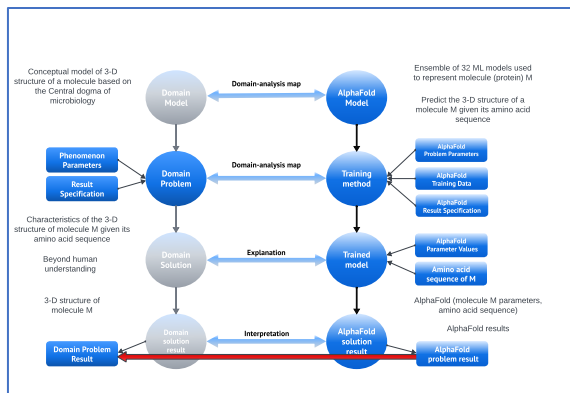 Conceptual model of 3-D
structure of a molecule based on
the Central dogma of
microbiology
Domain
Model
Domain-analysis map
AlphaFold
Model
Ensemble of 32 ML models used
to represent molecule (protein) M
Predict the 3-D structure of a
molecule M given its amino acid
sequence
Phenomenon
Parameters
Result
Specification
Domain
Problem
Domain-analysis map
Training
method
AlphaFold
Problem Parameters
AlphaFold
Training Data
AlphaFold
Result Specification
Characteristics of the 3-D
structure of molecule M given its
amino acid sequence
Beyond human
understanding
Domain
Solution
Explanation
Trained
model
AlphaFold
Parameter Values
Amino acid
sequence of M
3-D structure of
molecule M
AlphaFold (molecule M parameters,
amino acid sequence)
AlphaFold results
Domain Problem
Result
Domain
solution
result
Interpretation
AlphaFold
solution
result
AlphaFold
problem result